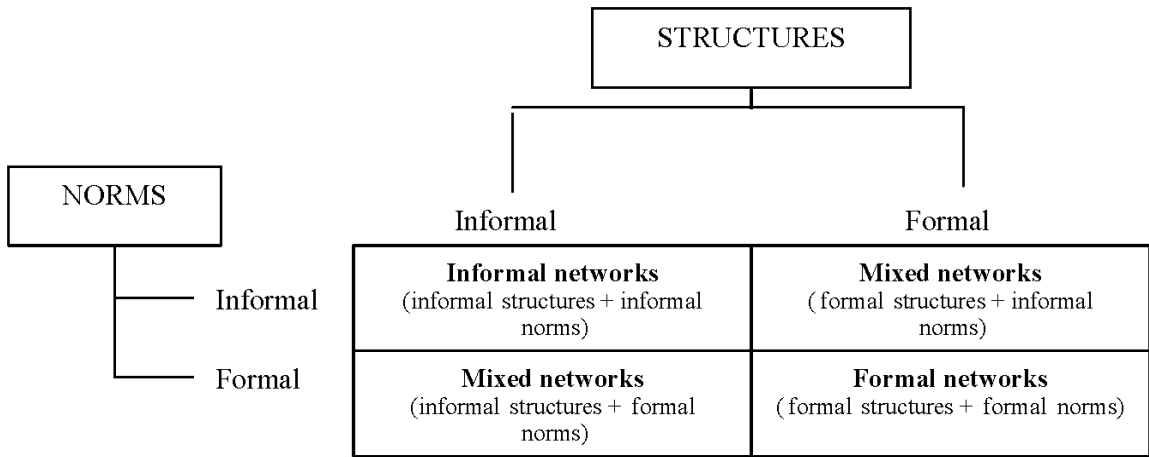 STRUCTURES
NORMS
Informal
Formal
Informal
Formal
Informal networks
(informal structures + informal
norms)
Mixed networks
( formal structures + informal
norms)
Mixed networks
(informal structures + formal
norms)
Formal networks
( formal structures + formal norms)